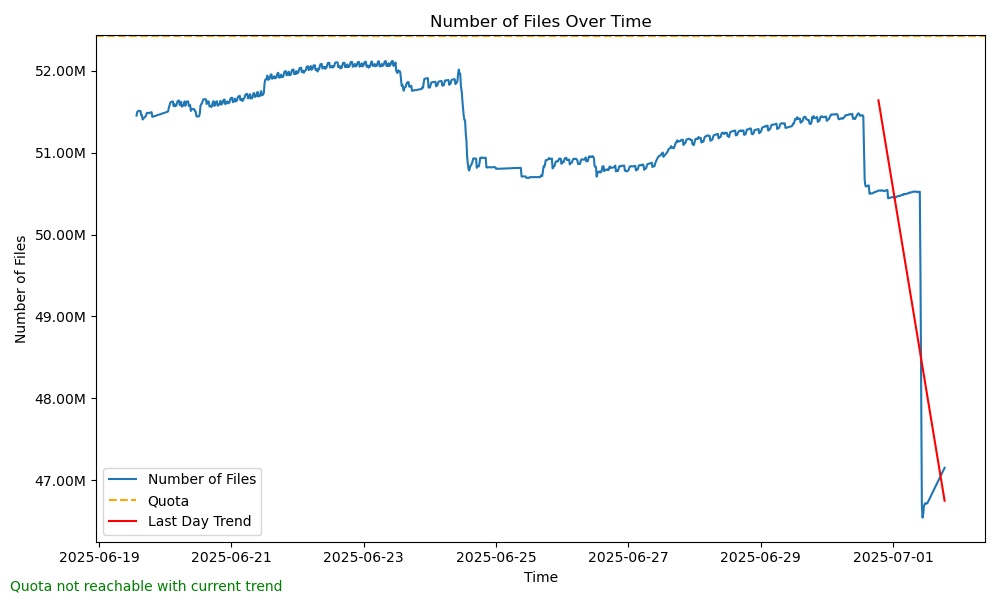 Number of Files Over Time
Number of Files
52.00M
51.00M
50.00M
49.00M
48.00M
47.00M
Number of Files
Quota
Last Day Trend
2025-06-19
2025-06-21
2025-06-23
2025-06-25
2025-06-27
2025-06-29
2025-07-01
Time
Quota not reachable with current trend